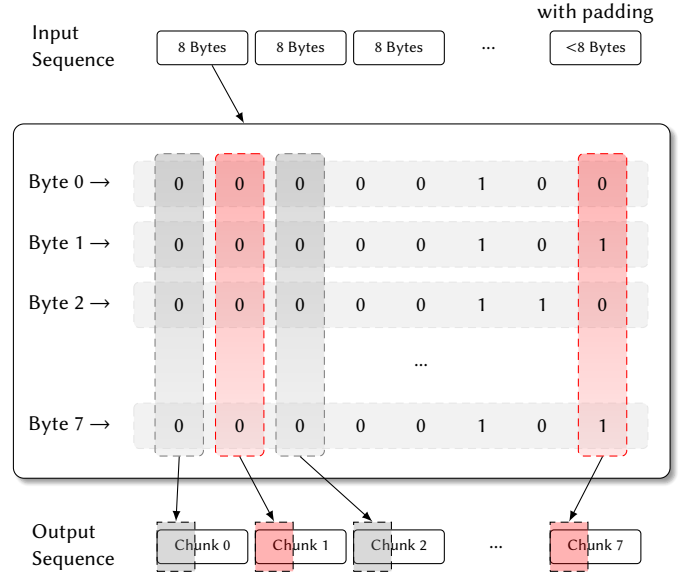 with padding
Input
Sequence
8 Bytes 8 Bytes 8 Bytes ... <8 Bytes
Byte 0 → 0 0 0 0 0 1 0 0
Byte 1 → 0 0 0 0 0 1 0 1
Byte 2 → 0 0 0 0 0 1 1 0
...
Byte 7 → 0 0 0 0 0 1 0 1
Output
Sequence
Chunk 0 Chunk 1 Chunk 2 ... Chunk 7